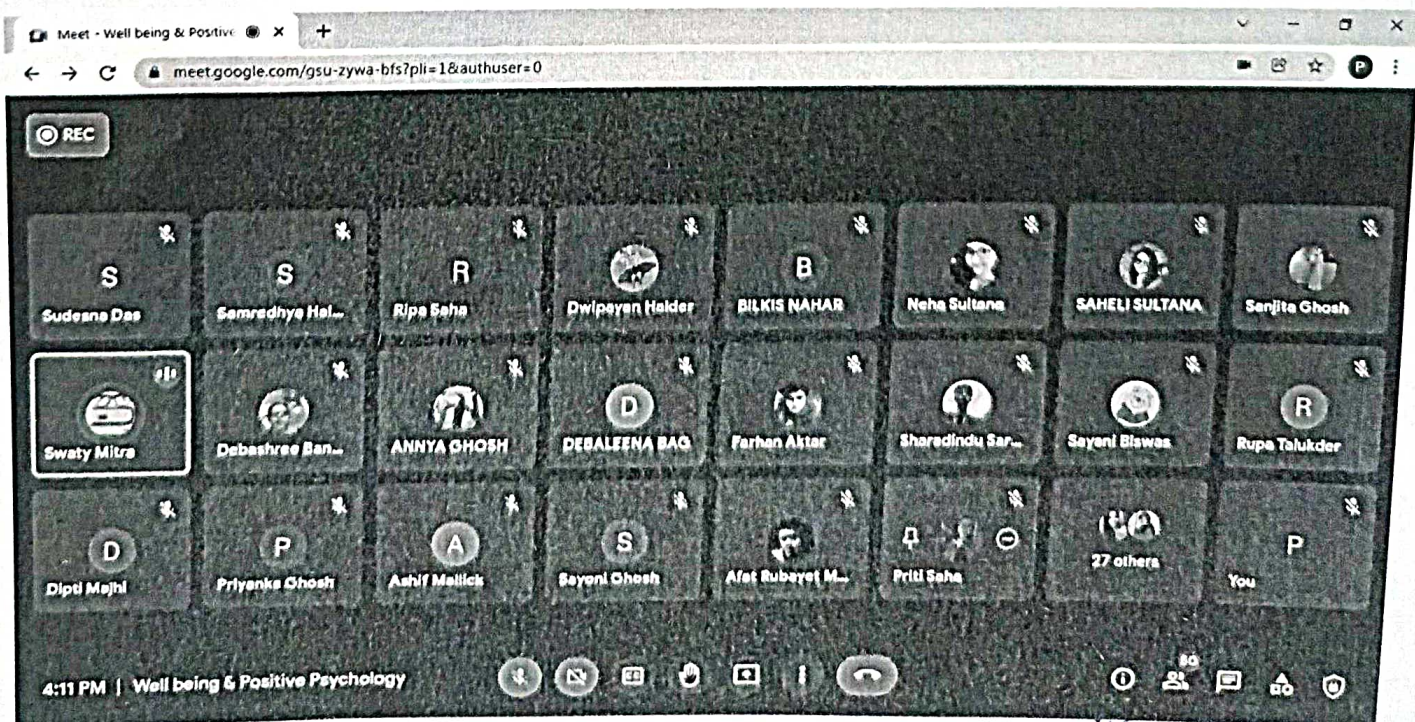 Meet - Well being & Positive
meet.google.com/gsu-zywa-bfs?pli=1&authuser=0
P
REC
S
S
R
B
Sudesna Das
Samredhya Hal...
Ripa Saha
Dwipayan Halder
BILKIS NAHAR
Neha Sultana
SAHELI SULTANA
Sanjita Ghosh
D
R
Swaty Mitra
Debashree Ban...
ANNYA GHOSH
DEBALEENA BAG
Farhan Aktar
Sharadindu Sar...
Sayani Biswas
Rupa Talukder
D
P
A
S
P
Dipti Majhi
Priyanka Ghosh
Ashif Mallick
Sayoni Ghosh
Afat Rubayet M...
Priti Saha
27 others
You
4:11 PM | Well being & Positive Psychology
50